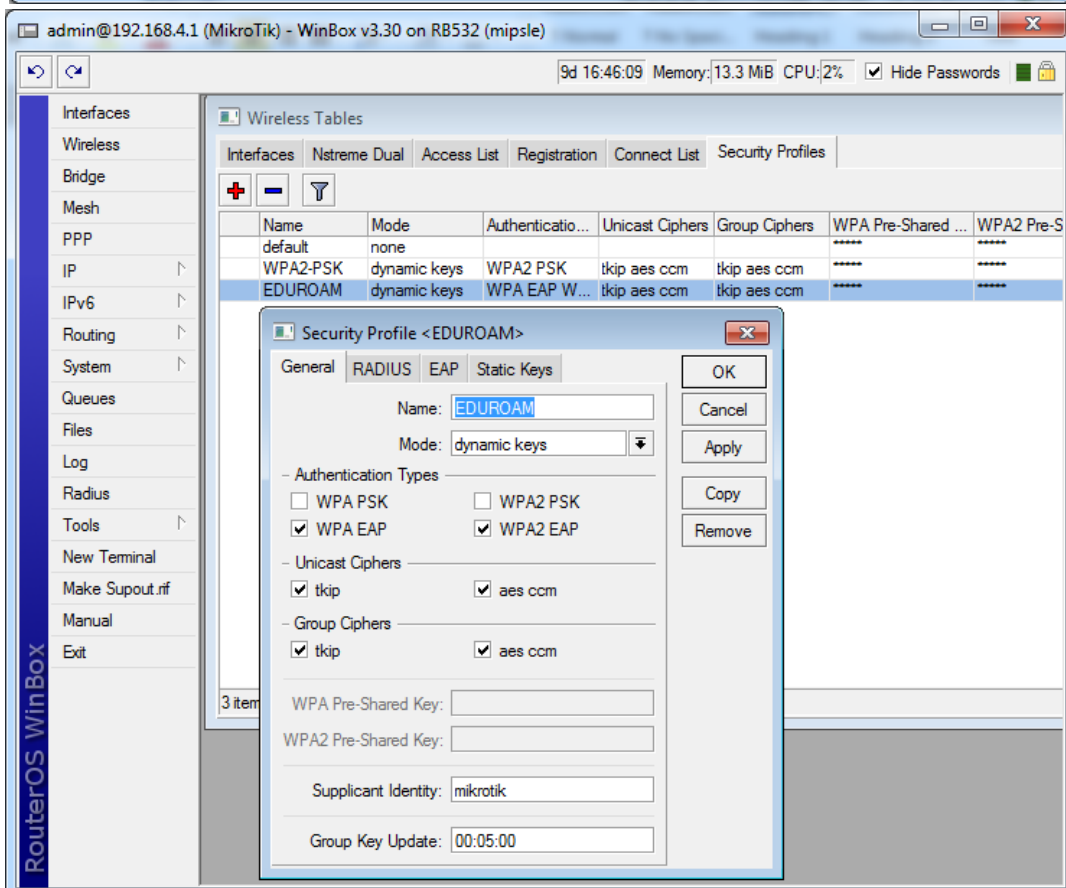 admin@192.168.4.1 (MikroTik) - WinBox v3.30 on RB532 (mipsle)
9d 16:46:09 Memory: 13.3 MiB CPU: 2% Hide Passwords
RouterOS WinBox
Interfaces
Wireless
Bridge
Mesh
PPP
IP
IPv6
Routing
System
Queues
Files
Log
Radius
Tools
New Terminal
Make Supout.rif
Manual
Exit
Wireless Tables
Interfaces Nstreme Dual Access List Registration Connect List Security Profiles
Name Mode Authenticatio... Unicast Ciphers Group Ciphers WPA Pre-Shared ... WPA2 Pre-S
default none ***** *****
WPA2-PSK dynamic keys WPA2 PSK tkip aes ccm tkip aes ccm ***** *****
EDUROAM dynamic keys WPA EAP W... tkip aes ccm tkip aes ccm ***** *****
3 item
Security Profile <EDUROAM>
General RADIUS EAP Static Keys
Name: EDUROAM
Mode: dynamic keys
Authentication Types
WPA PSK WPA2 PSK
WPA EAP WPA2 EAP
Unicast Ciphers
tkip aes ccm
Group Ciphers
tkip aes ccm
WPA Pre-Shared Key:
WPA2 Pre-Shared Key:
Supplicant Identity: mikrotik
Group Key Update: 00:05:00
OK
Cancel
Apply
Copy
Remove